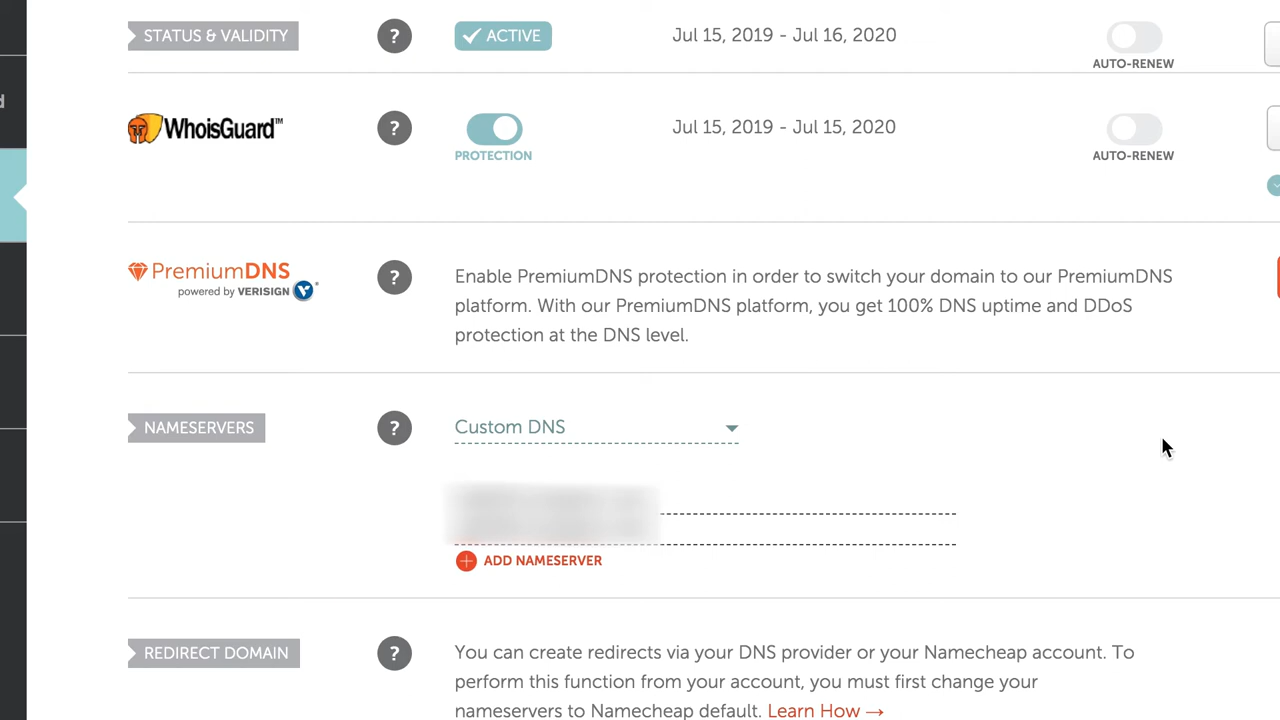 STATUS & VALIDITY ? ACTIVE Jul 15, 2019 - Jul 16, 2020
AUTO-RENEW
d
WhoisGuard™ ? Jul 15, 2019 - Jul 15, 2020
PROTECTION AUTO-RENEW
PremiumDNS
powered by VERISIGN
?
Enable PremiumDNS protection in order to switch your domain to our PremiumDNS
platform. With our PremiumDNS platform, you get 100% DNS uptime and DDoS
protection at the DNS level.
NAMESERVERS ? Custom DNS
ADD NAMESERVER
REDIRECT DOMAIN ? You can create redirects via your DNS provider or your Namecheap account. To
perform this function from your account, you must first change your
nameservers to Namecheap default. Learn How →